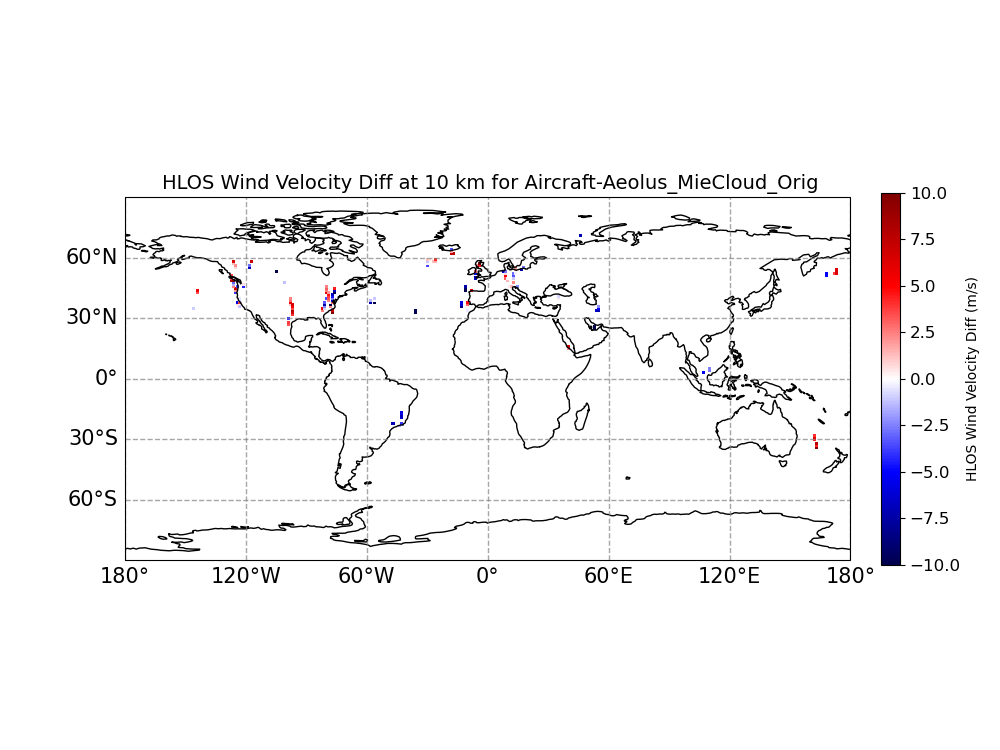 HLOS Wind Velocity Diff at 10 km for Aircraft-Aeolus_MieCloud_Orig
60°N
30°N
0°
30°S
60°S
180°
120°W
60°W
0°
60°E
120°E
180°
10.0
7.5
5.0
2.5
0.0
−2.5
−5.0
−7.5
−10.0
HLOS Wind Velocity Diff (m/s)